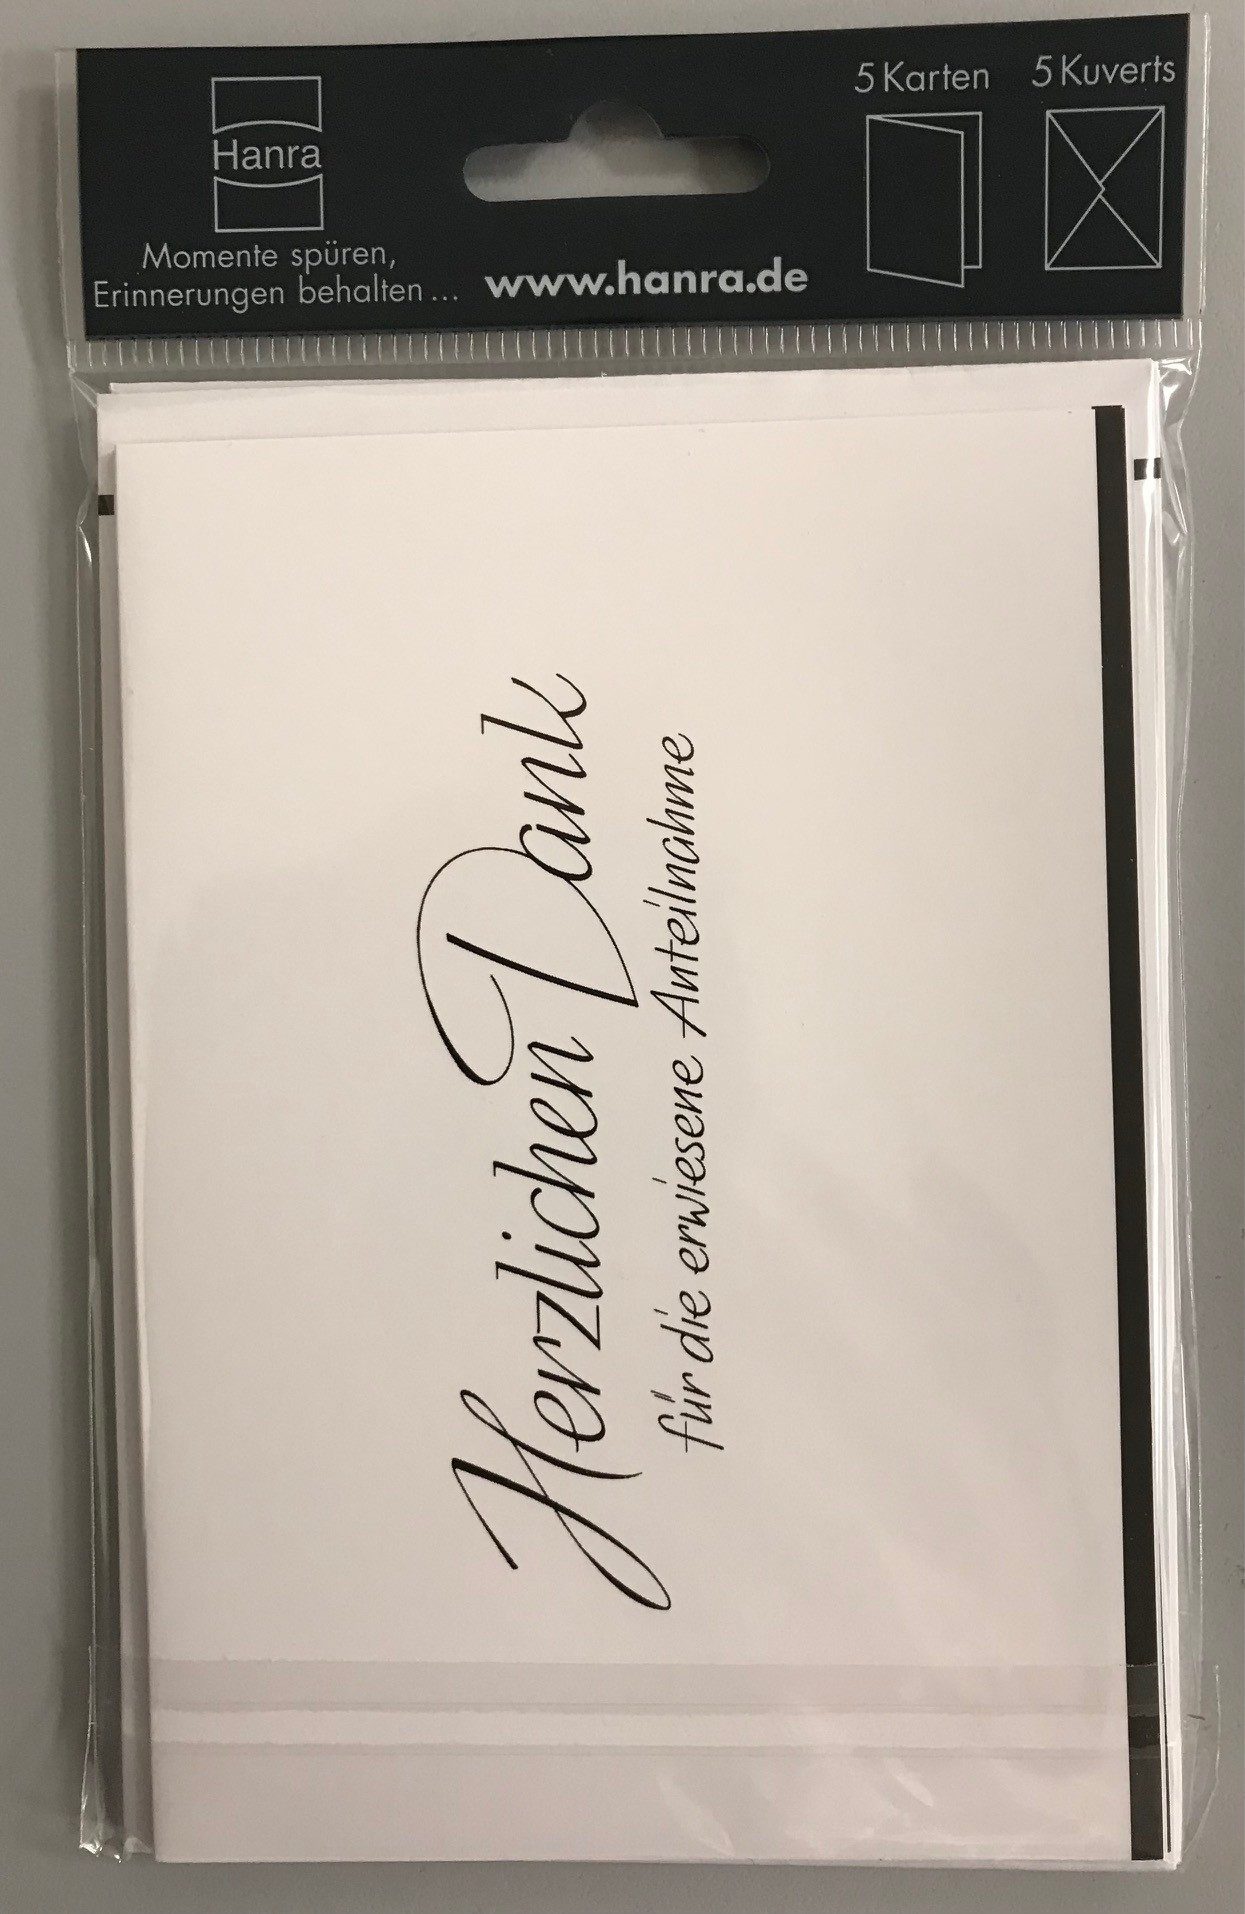 Hanra
Momente spüren,
Erinnerungen behalten...
www.hanra.de
5 Karten
5 Kuverts
Herzlichen Dank
für die erwiesene Anteilnahme